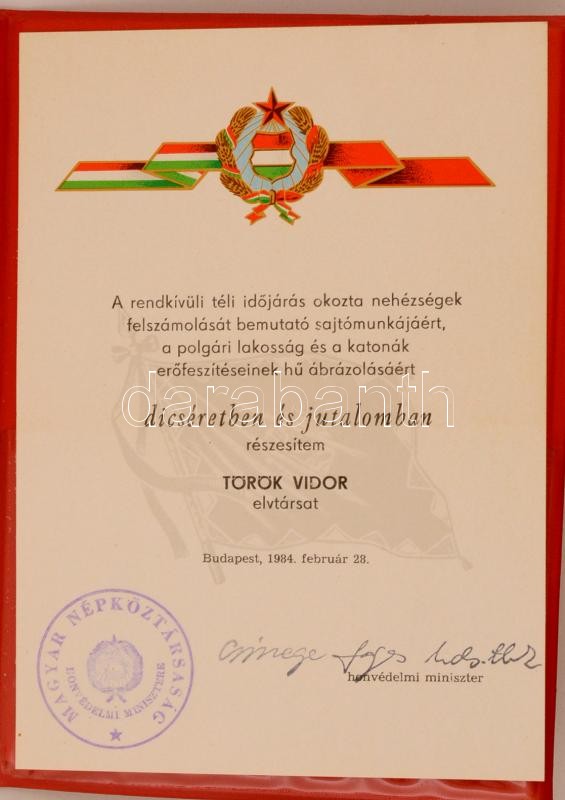 A rendkívüli téli időjárás okozta nehézségek
felszámolását bemutató sajtómunkájáért,
a polgári lakosság és a katonák
erőfeszítéseinek hű ábrázolásáért
darabanth
dicséretben és jutalomban
részesítem
TÖRÖK VIDOR
elvtársat
Budapest, 1984. február 28.
honvédelmi miniszter
MAGYAR NÉPKÖZTÁRSASÁG
HONVÉDELMI MINISZTERE